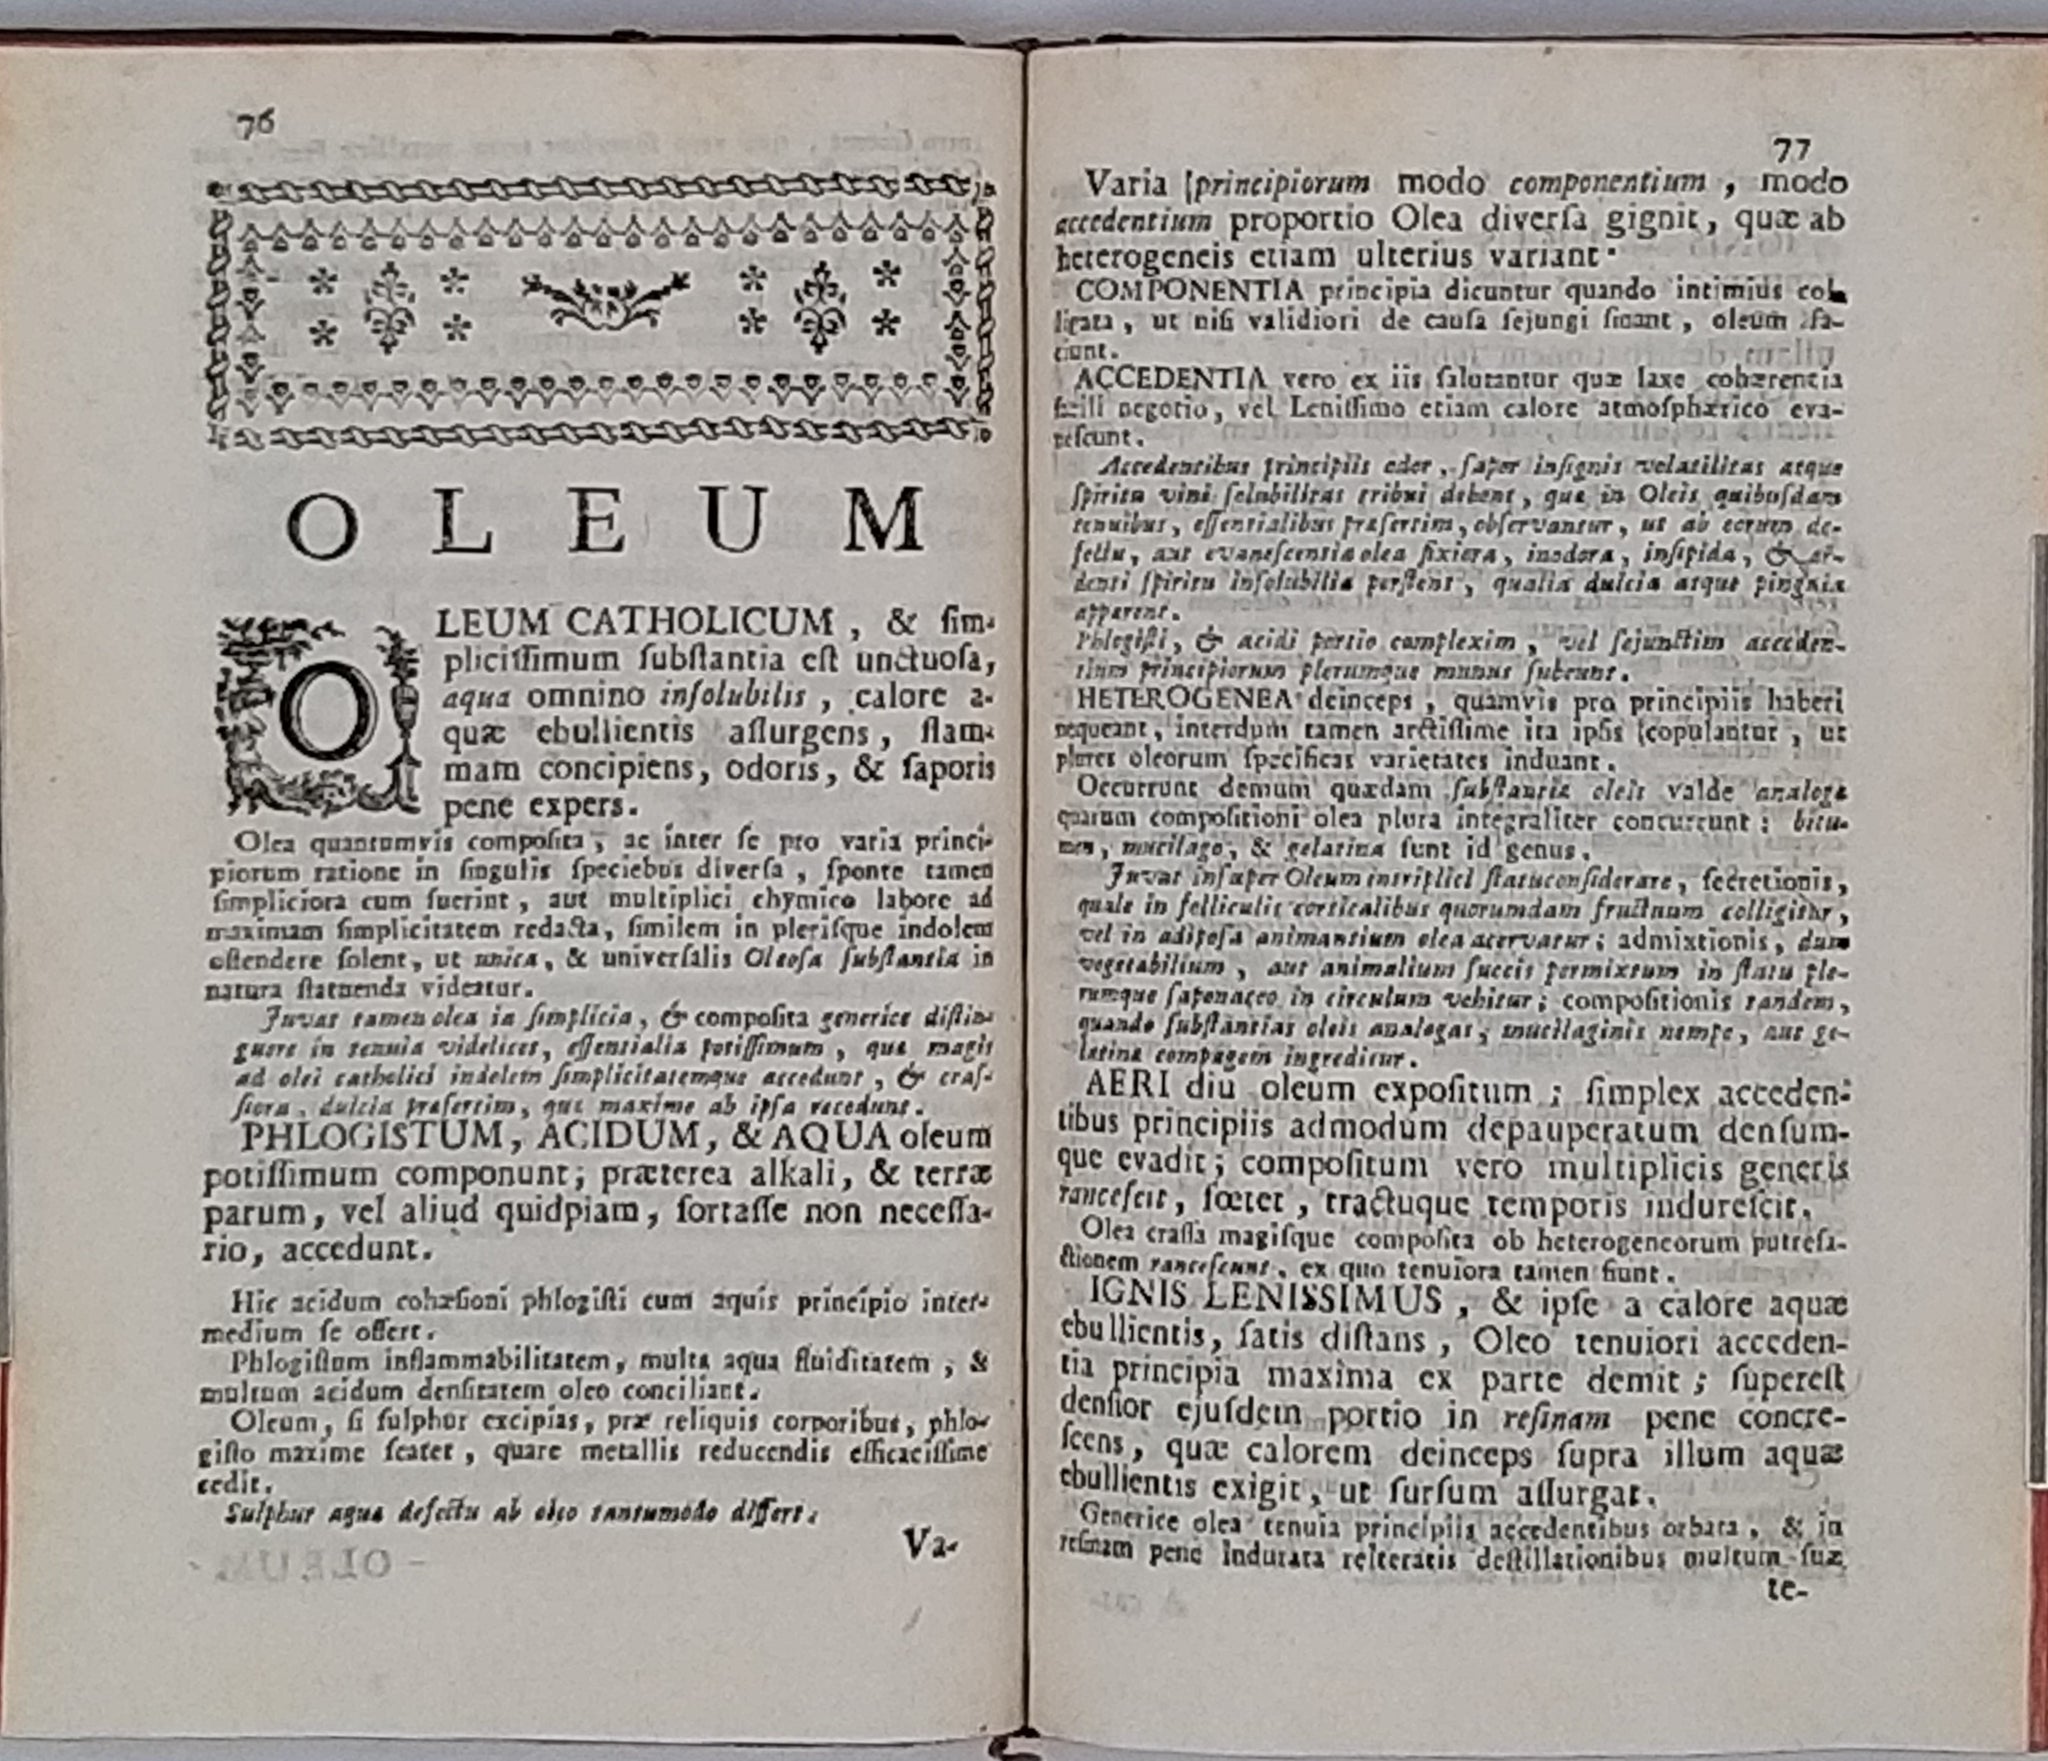 76
OLEUM
OLEUM CATHOLICUM, & sim-
plicissimum substantia est unctuosa,
aqua omnino insolubilis, calore a-
quæ ebullientis assurgens, flam-
mam concipiens, odoris, & saporis
pene expers.
Olea quantumvis composita, ac inter se pro varia princi-
piorum ratione in singulis speciebus diversa, sponte tamen
simpliciora cum fuerint, aut multiplici chymico labore ad
maximam simplicitatem redacta, similem in plerisque indolem
ostendere solent, ut unica, & universalis Oleosa substantia in
natura statuenda videatur.
Juvat tamen olea in simplicia, & composita generice distin-
guere in tenuia videlicet, essentialia potissimum, quæ magis
ad olei catholici indolem simplicitatemque accedunt, & cras-
siora, dulcia præsertim, quæ maxime ab ipsa recedunt.
PHLOGISTUM, ACIDUM, & AQUA oleum
potissimum componunt; præterea alkali, & terræ
parum, vel aliud quidpiam, fortasse non necessa-
rio, accedunt.
Hic acidum cohæsioni phlogisti cum aquis principio inter-
medium se offert.
Phlogistum inflammabilitatem, multa aqua fluiditatem, &
multum acidum densitatem oleo conciliant.
Oleum, si sulphur excipias, præ reliquis corporibus, phlo-
gisto maxime scatet, quare metallis reducendis efficacissime
cedit.
Sulphur aquæ defectu ab oleo tantumodo differt.
Va-
77
Varia principiorum modo componentium, modo
accedentium proportio Olea diversa gignit, quæ ab
heterogeneis etiam ulterius variant.
COMPONENTIA principia dicuntur quando intimius col-
ligata, ut nisi validiori de causa sejungi sinant, oleum fa-
ciunt.
ACCEDENTIA vero ex iis salutantur quæ laxe cohærentia
facili negotio, vel Lenissimo etiam calore atmosphærico eva-
nescunt.
Accedentibus principiis odor, sapor insignis volatilitas atque
spiritu vini solubilitas tribui debent, quæ in Oleis quibusdam
tenuibus, essentialibus præsertim, observantur, ut ab eorum de-
fectu, aut evanescentia olea fixiora, inodora, insipida, & ar-
denti spiritu insolubilia perstent, qualia dulcia atque pinguia
apparent.
Phlogisti, & acidi portio complexim, vel sejunctim acceden-
tium principiorum plerumque munus subeunt.
HETEROGENEA deinceps, quamvis pro principiis haberi
nequeant, interdum tamen arctissime ita ipsis copulantur, ut
plures oleorum specificas varietates induant.
Occurrunt demum quædam substantiæ oleis valde analogæ
quarum compositioni olea plura integraliter concurrunt; bitu-
men, mucilago, & gelatina sunt id genus.
Juvat insuper Oleum in triplici statu considerare, secretionis,
quale in felliculis corticalibus quorumdam fructuum colligitur,
vel in adiposa animantium olea acervatur; admixtionis, dum
vegetabilium, aut animalium succis permixtum in statu ple-
rumque saponaceo in circulum vehitur; compositionis tandem,
quando substantias oleis analogas; mucilaginis nempe, aut ge-
latinæ compagem ingreditur.
AERI diu oleum expositum; simplex acceden-
tibus principiis admodum depauperatum densum-
que evadit; compositum vero multiplicis generis
rancescit, fœtet, tractuque temporis indurescit.
Olea crassa magisque composita ob heterogeneorum putrefa-
ctionem rancescunt, ex quo tenuiora tamen fiunt.
IGNIS LENISSIMUS, & ipse a calore aquæ
ebullientis, satis distans, Oleo tenuiori acceden-
tia principia maxima ex parte demit; superest
densior ejusdem portio in resinam pene concre-
scens, quæ calorem deinceps supra illum aquæ
ebullientis exigit, ut sursum assurgat.
Generice olea tenuia principiis accedentibus orbata, & in
resinam pene indurata reiteratis destillationibus multum suæ
te-